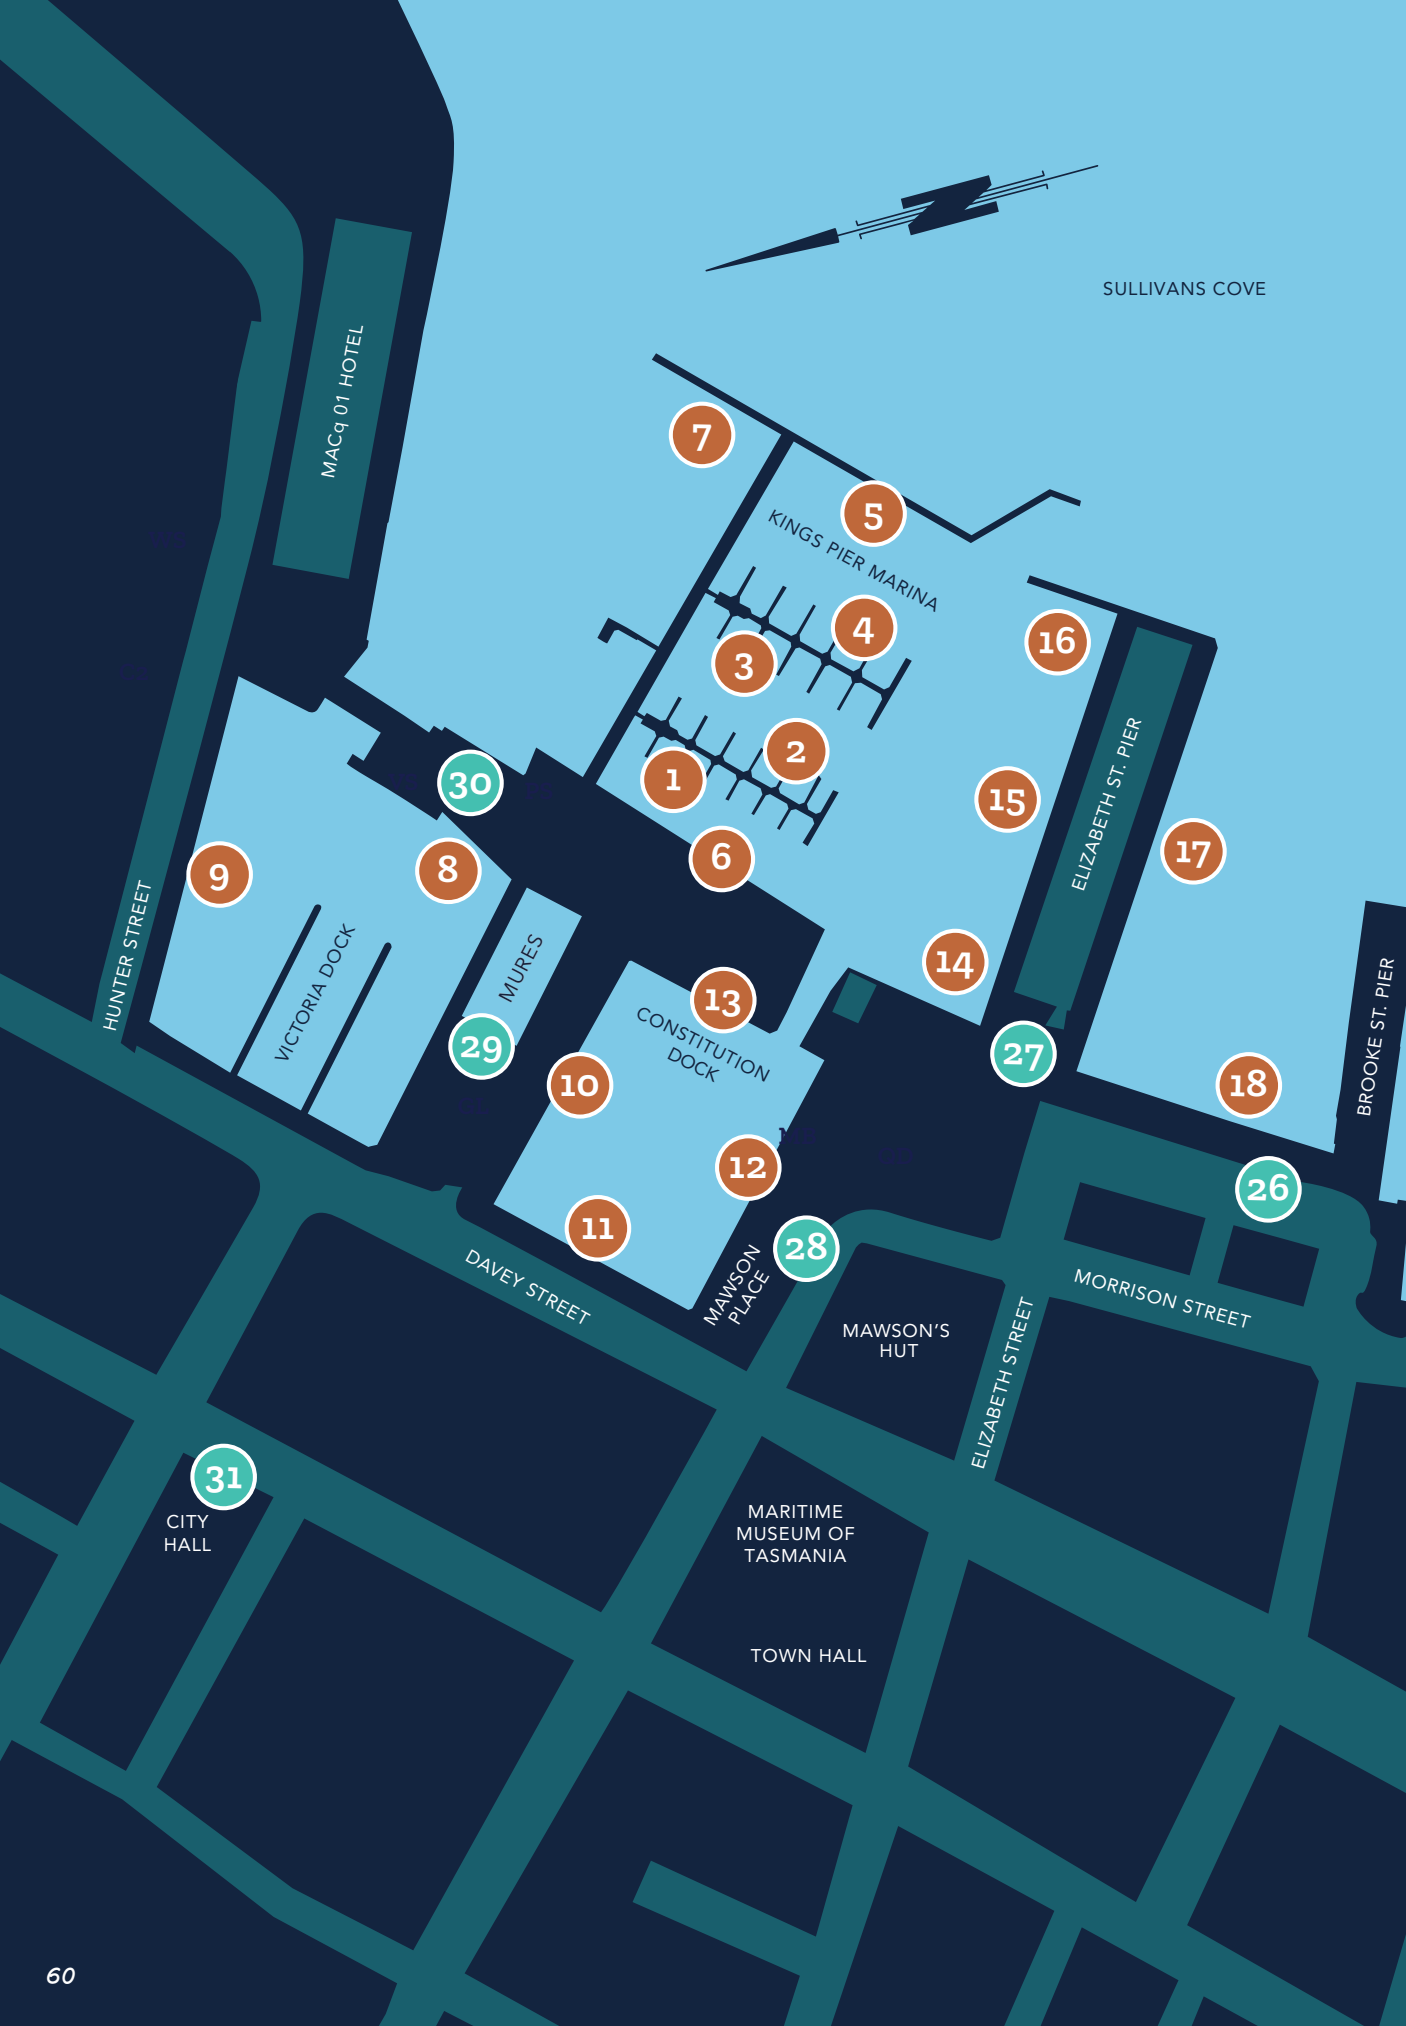 N
SULLIVANS COVE
MACq 01 HOTEL
7
5
KINGS PIER MARINA
4
16
3
2
1
30
15
ELIZABETH ST. PIER
17
6
8
9
HUNTER STREET
VICTORIA DOCK
MURES
14
13
CONSTITUTION
DOCK
29
27
10
18
BROOKE ST. PIER
12
26
11
28
DAVEY STREET
MAWSON
PLACE
MORRISON STREET
MAWSON'S
HUT
ELIZABETH STREET
31
CITY
HALL
MARITIME
MUSEUM OF
TASMANIA
TOWN HALL
60